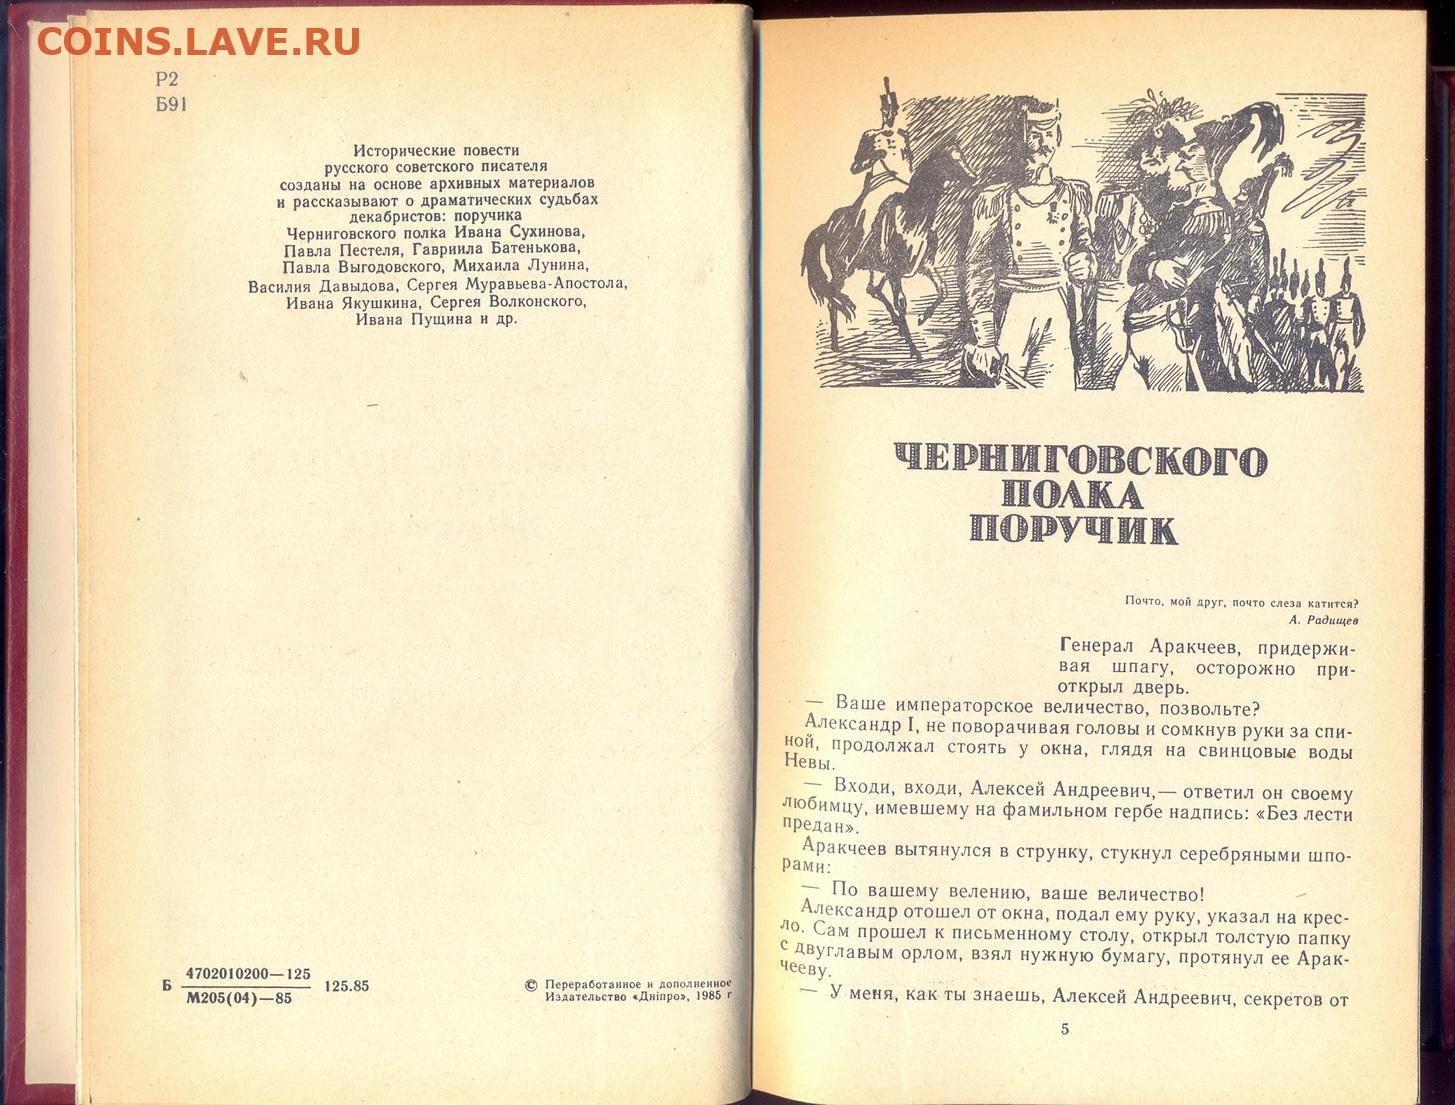 COINS.LAVE.RU
Р2
Б91
Исторические повести
русского советского писателя
созданы на основе архивных материалов
и рассказывают о драматических судьбах
декабристов: поручика
Черниговского полка Ивана Сухинова,
Павла Пестеля, Гавриила Батенькова,
Павла Выгодовского, Михаила Лунина,
Василия Давыдова, Сергея Муравьева-Апостола,
Ивана Якушкина, Сергея Волконского,
Ивана Пущина и др.
Б 4702010200—125 125.85
М205(04)—85
© Переработанное и дополненное
Издательство «Дніпро», 1985 г
ЧЕРНИГОВСКОГО
ПОЛКА
ПОРУЧИК
Почто, мой друг, почто слеза катится?
А. Радищев
Генерал Аракчеев, придержи-
вая шпагу, осторожно при-
открыл дверь.
— Ваше императорское величество, позвольте?
Александр I, не поворачивая головы и сомкнув руки за спи-
ной, продолжал стоять у окна, глядя на свинцовые воды
Невы.
— Входи, входи, Алексей Андреевич,— ответил он своему
любимцу, имевшему на фамильном гербе надпись: «Без лести
предан».
Аракчеев вытянулся в струнку, стукнул серебряными шпо-
рами:
— По вашему велению, ваше величество!
Александр отошел от окна, подал ему руку, указал на крес-
ло. Сам прошел к письменному столу, открыл толстую папку
с двуглавым орлом, взял нужную бумагу, протянул ее Арак-
чееву.
— У меня, как ты знаешь, Алексей Андреевич, секретов от
5